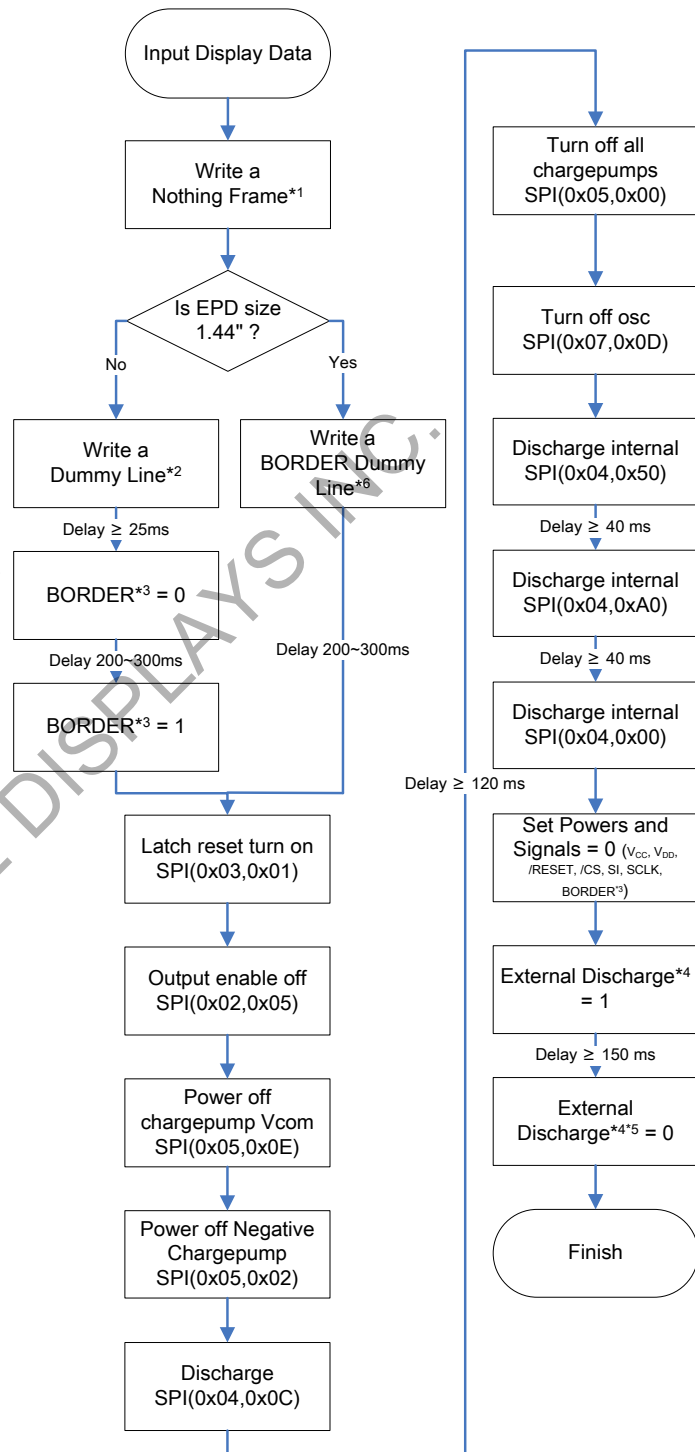 Input Display Data
Write a
Nothing Frame*1
Is EPD size
1.44" ?
No
Yes
Write a
Dummy Line*2
Write a
BORDER Dummy
Line*6
Delay ≥ 25ms
BORDER*3 = 0
Delay 200~300ms
Delay 200~300ms
BORDER*3 = 1
Latch reset turn on
SPI(0x03,0x01)
Output enable off
SPI(0x02,0x05)
Power off
chargepump Vcom
SPI(0x05,0x0E)
Power off Negative
Chargepump
SPI(0x05,0x02)
Discharge
SPI(0x04,0x0C)
Delay ≥ 120 ms
Turn off all
chargepumps
SPI(0x05,0x00)
Turn off osc
SPI(0x07,0x0D)
Discharge internal
SPI(0x04,0x50)
Delay ≥ 40 ms
Discharge internal
SPI(0x04,0xA0)
Delay ≥ 40 ms
Discharge internal
SPI(0x04,0x00)
Set Powers and
Signals = 0 (VCC, VDD,
/RESET, /CS, SI, SCLK,
BORDER*3)
External Discharge*4
= 1
Delay ≥ 150 ms
External
Discharge*4*5 = 0
Finish
DISPLAYS INC.